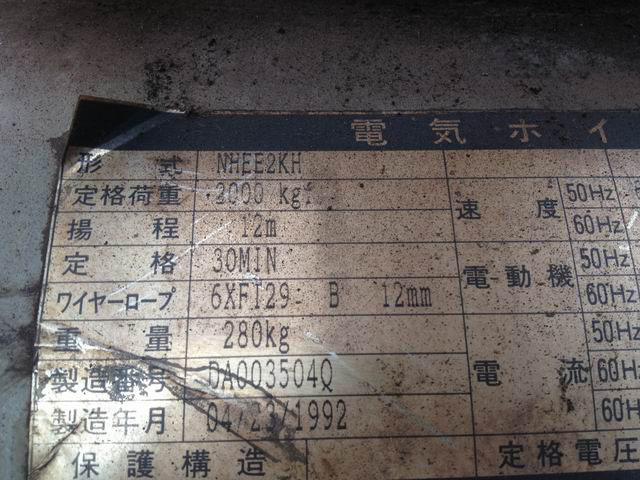 電気ホイ
形式 NHEE2KH
定格荷重 2000 kgf 速度 50Hz
揚程 12m 60Hz
定格 30MIN 電動機 50Hz
ワイヤーロープ 6XF129- B 12mm 60Hz
重量 280kg 電流 50Hz
製造番号 DA003504Q 60Hz
製造年月 04/23/1992 60H
保護構造 定格電圧